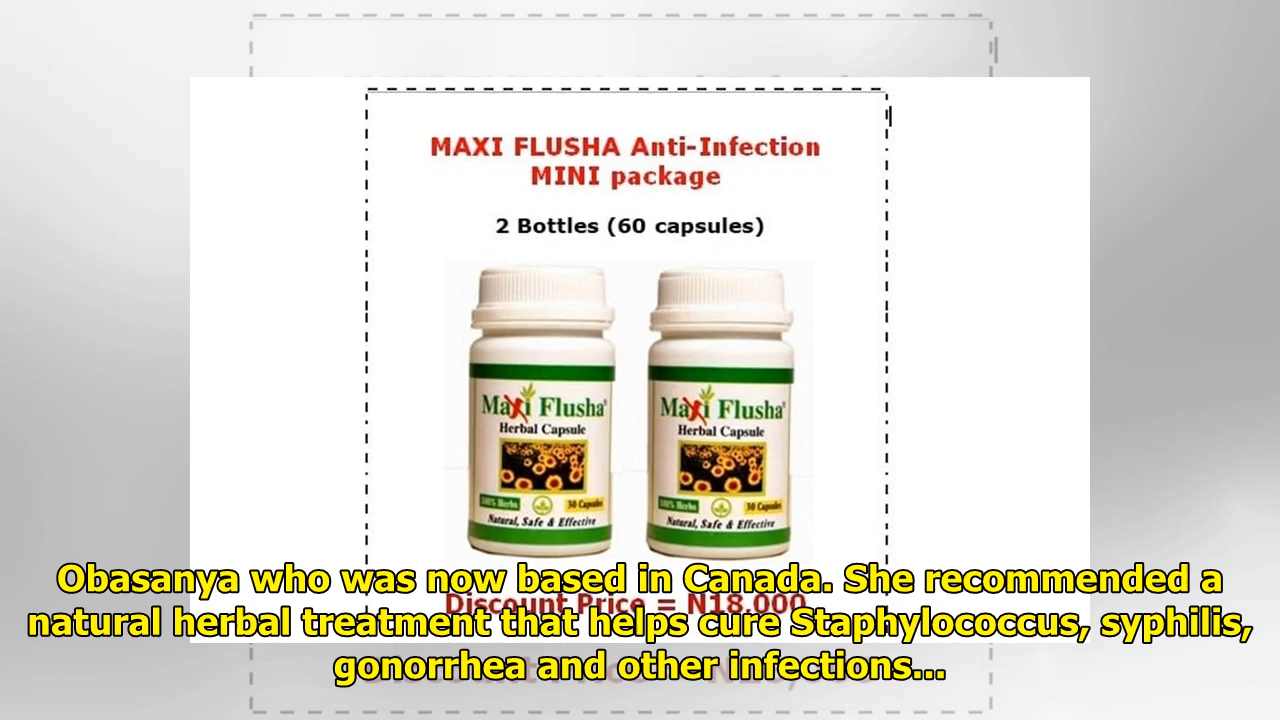 MAXI FLUSHA Anti-Infection
MINI package
2 Bottles (60 capsules)
Maxi Flusha® Maxi Flusha®
Herbal Capsule Herbal Capsule
100% Herbs 30 Capsules 100% Herbs 30 Capsules
Natural, Safe & Effective Natural, Safe & Effective
Discount Price = N18,000
Obasanya who was now based in Canada. She recommended a
natural herbal treatment that helps cure Staphylococcus, syphilis,
gonorrhea and other infections...